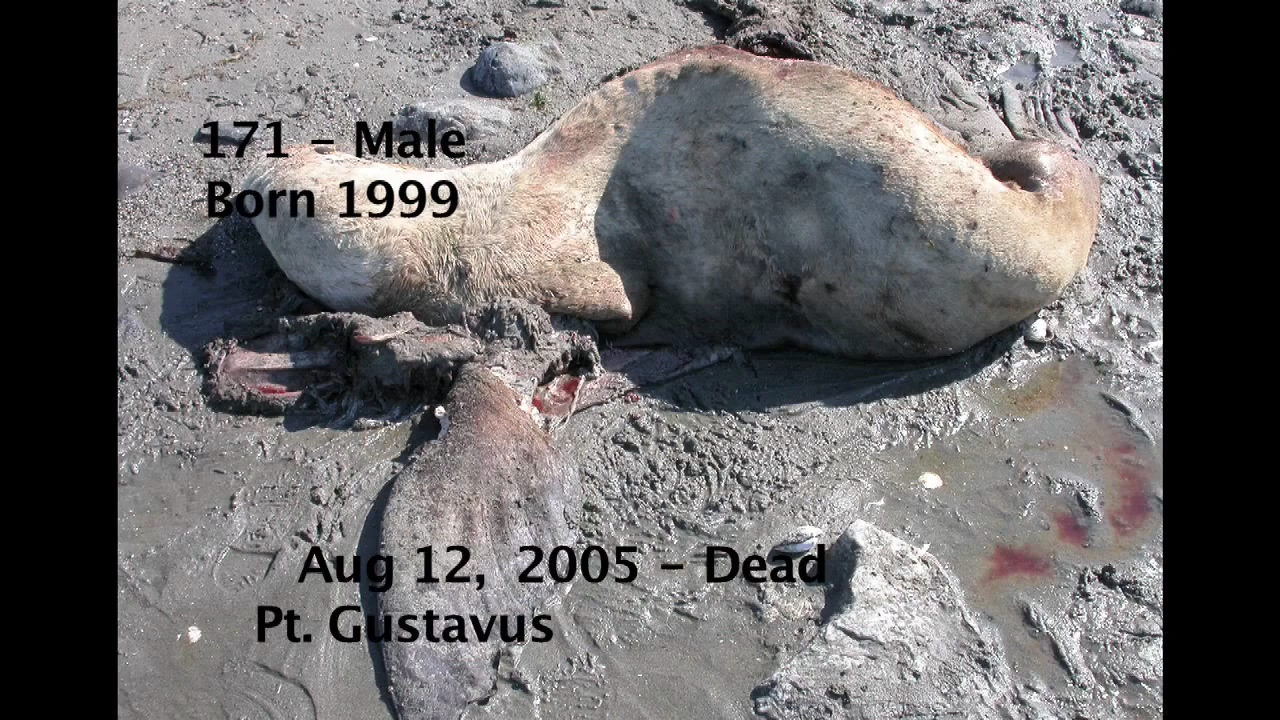 171 – Male
Born 1999
Aug 12, 2005 – Dead
Pt. Gustavus